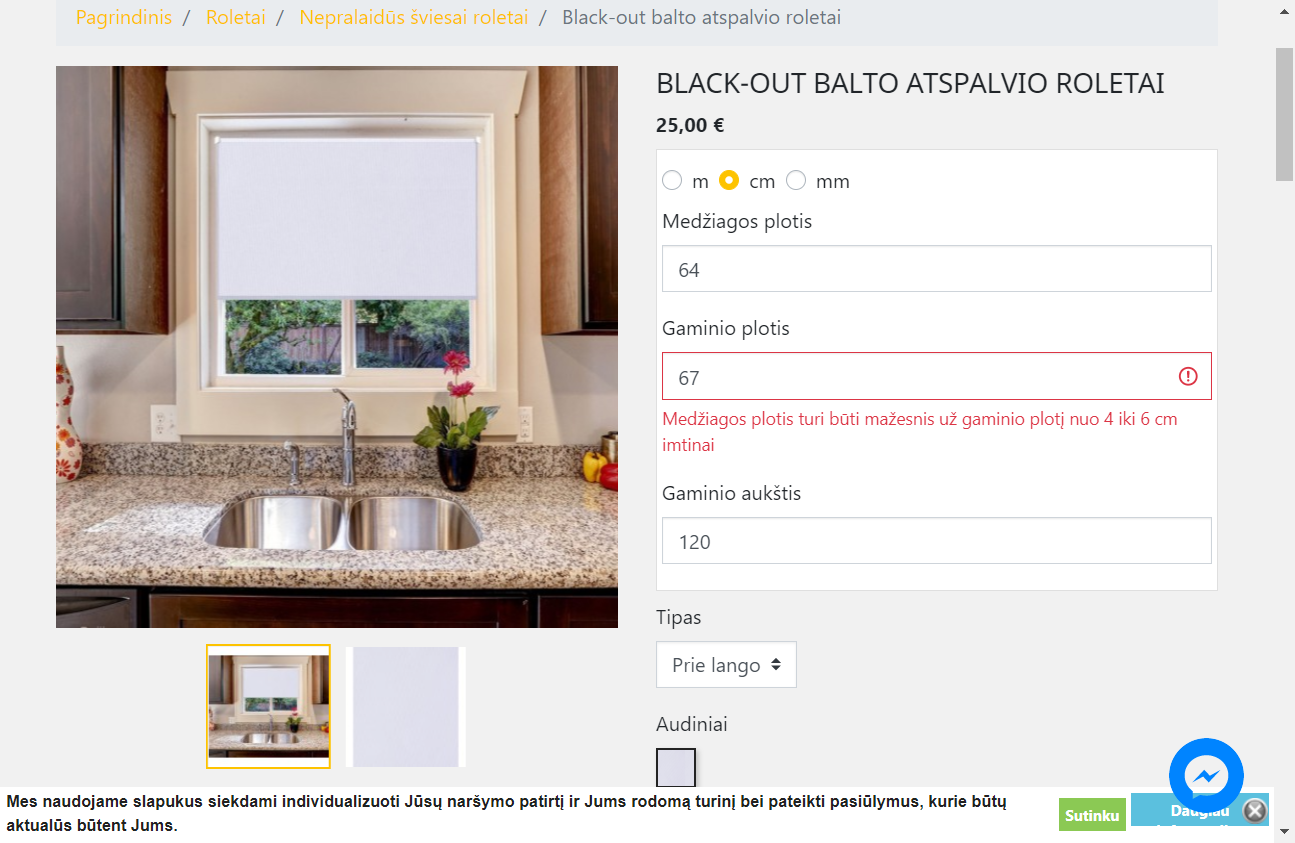 Pagrindinis / Roletai / Nepralaidūs šviesai roletai / Black-out balto atspalvio roletai
BLACK-OUT BALTO ATSPALVIO ROLETAI
25,00 €
m cm mm
Medžiagos plotis
64
Gaminio plotis
67
Medžiagos plotis turi būti mažesnis už gaminio plotį nuo 4 iki 6 cm
imtinai
Gaminio aukštis
120
Tipas
Prie lango
Audiniai
Mes naudojame slapukus siekdami individualizuoti Jūsų naršymo patirtį ir Jums rodomą turinį bei pateikti pasiūlymus, kurie būtų
aktualūs būtent Jums.
Sutinku
Daugiau